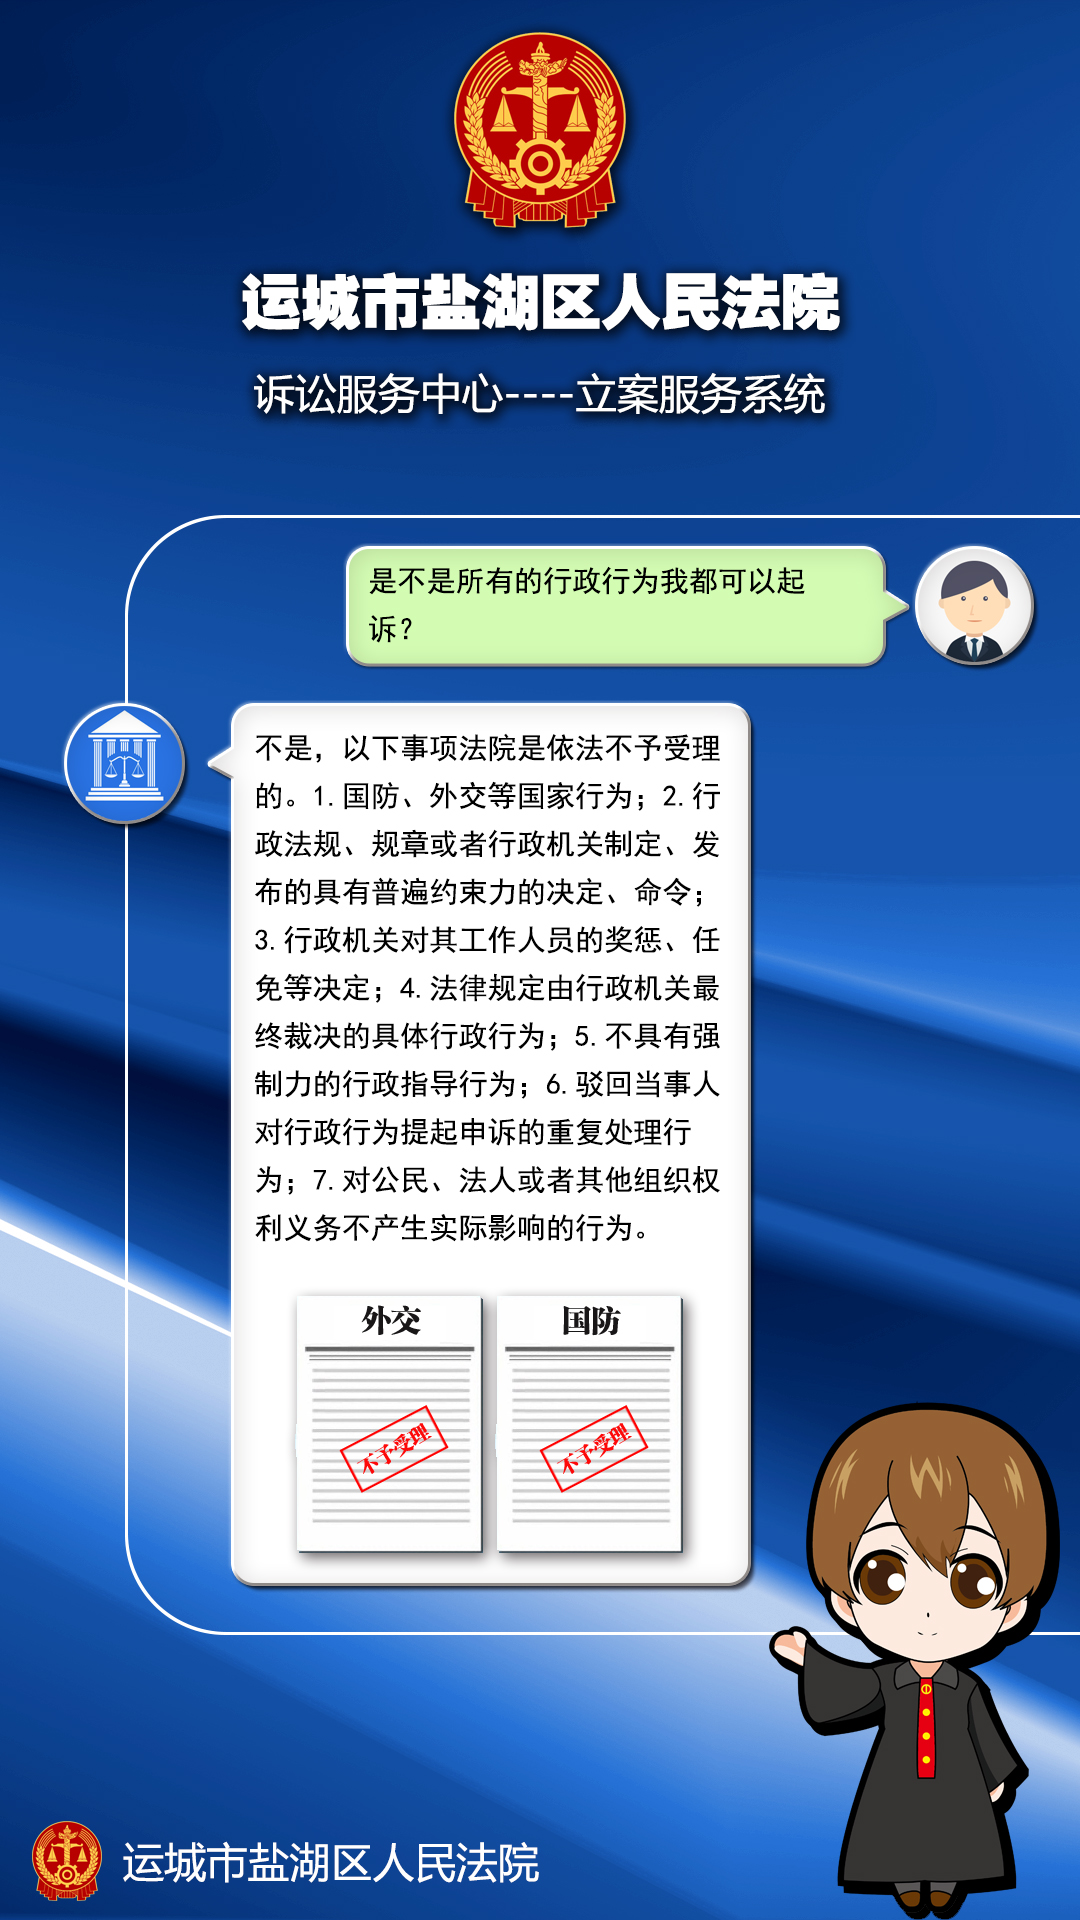 运城市盐湖区人民法院
诉讼服务中心----立案服务系统
是不是所有的行政行为我都可以起
诉？
不是，以下事项法院是依法不予受理
的。1.国防、外交等国家行为；2.行
政法规、规章或者行政机关制定、发
布的具有普遍约束力的决定、命令；
3.行政机关对其工作人员的奖惩、任
免等决定；4.法律规定由行政机关最
终裁决的具体行政行为；5.不具有强
制力的行政指导行为；6.驳回当事人
对行政行为提起申诉的重复处理行
为；7.对公民、法人或者其他组织权
利义务不产生实际影响的行为。
外交
不予受理
国防
不予受理
运城市盐湖区人民法院